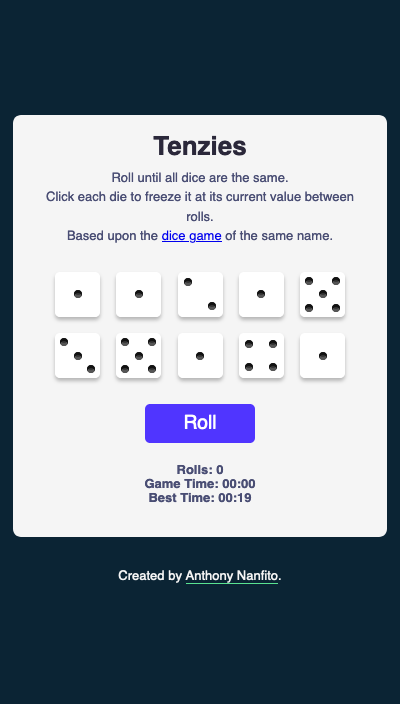 Tenzies
Roll until all dice are the same.
Click each die to freeze it at its current value between
rolls.
Based upon the dice game of the same name.
Roll
Rolls: 0
Game Time: 00:00
Best Time: 00:19
Created by Anthony Nanfito.